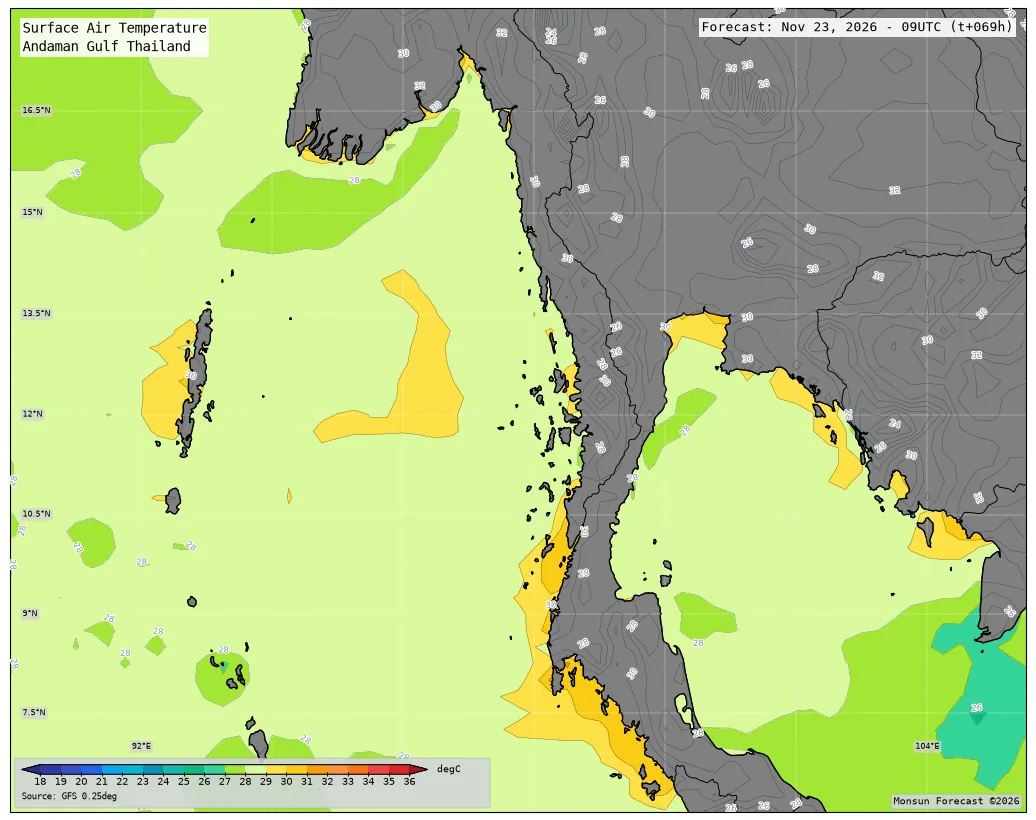 Surface Air Temperature
Andaman Gulf Thailand
Forecast: Nov 23, 2026 - 09UTC (t+069h)
16.5°N
15°N
13.5°N
12°N
10.5°N
9°N
7.5°N
92°E
104°E
18 19 20 21 22 23 24 25 26 27 28 29 30 31 32 33 34 35 36 degC
Source: GFS 0.25deg
Monsun Forecast ©2026